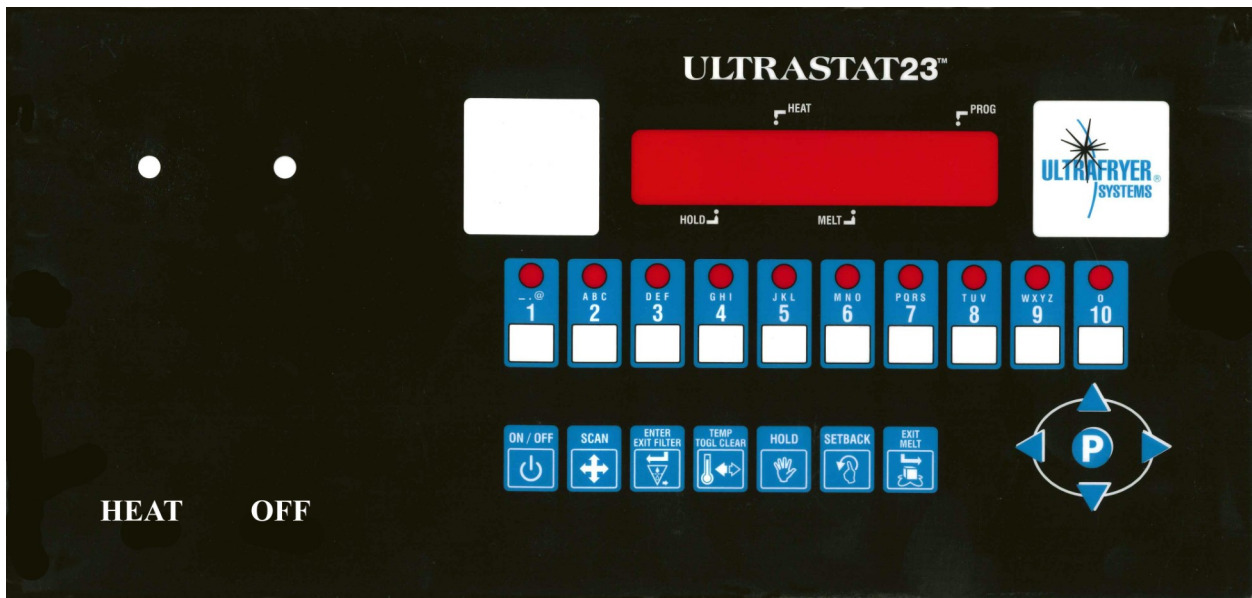 ULTRASTAT23™
HEAT
PROG
ULTRAFRYER®
SYSTEMS
HOLD
MELT
_ . @
1
A B C
2
D E F
3
G H I
4
J K L
5
M N O
6
P Q R S
7
T U V
8
W X Y Z
9
0
10
ON / OFF
SCAN
ENTER
EXIT FILTER
TEMP
TOGL CLEAR
HOLD
SETBACK
EXIT
MELT
P
HEAT
OFF